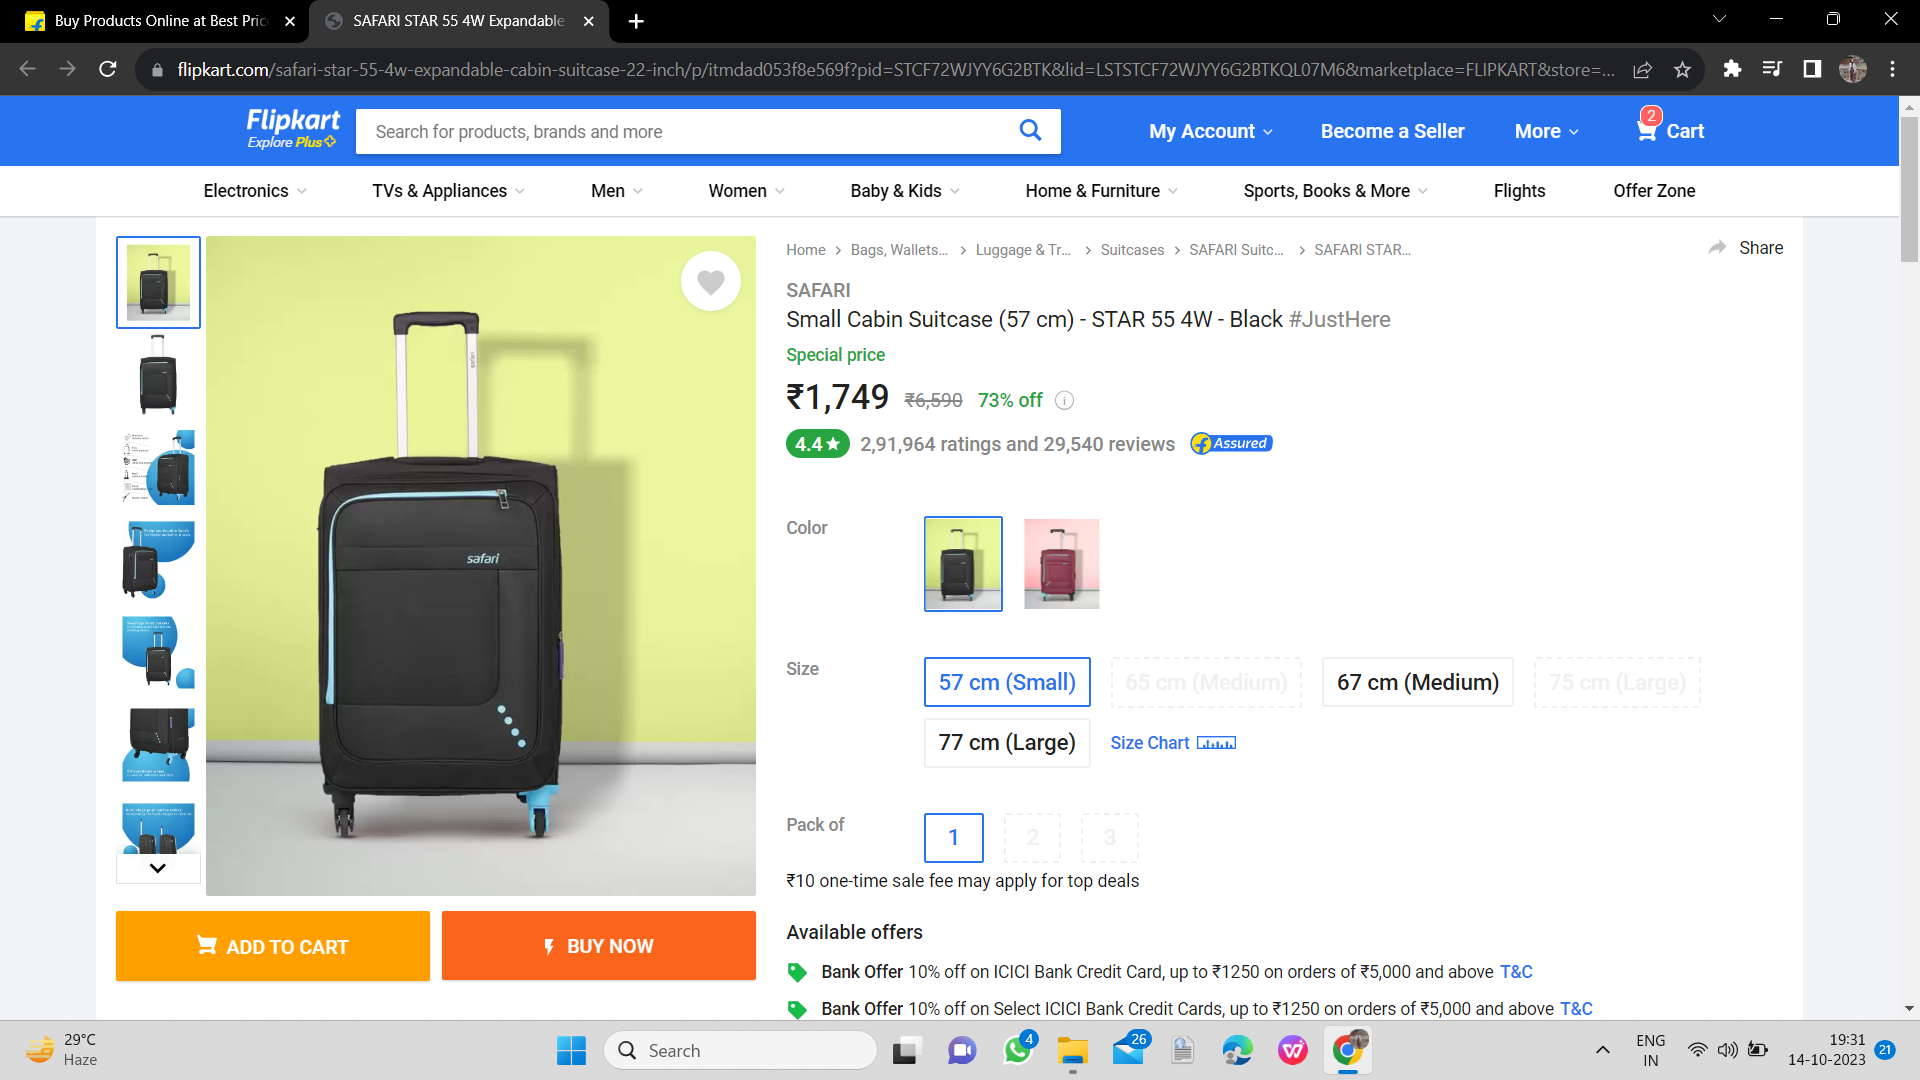 Buy Products Online at Best Pric
SAFARI STAR 55 4W Expandable
flipkart.com/safari-star-55-4w-expandable-cabin-suitcase-22-inch/p/itmdad053f8e569f?pid=STCF72WJYY6G2BTK&lid=LSTSTCF72WJYY6G2BTKQL07M6&marketplace=FLIPKART&store=...
Flipkart
Explore Plus
Search for products, brands and more
My Account
Become a Seller
More
2
Cart
Electronics
TVs & Appliances
Men
Women
Baby & Kids
Home & Furniture
Sports, Books & More
Flights
Offer Zone
Home > Bags, Wallets... > Luggage & Tr... > Suitcases > SAFARI Suitc... > SAFARI STAR...
Share
SAFARI
Small Cabin Suitcase (57 cm) - STAR 55 4W - Black #JustHere
Special price
₹1,749 ₹6,590 73% off
4.4★ 2,91,964 ratings and 29,540 reviews Assured
safari
safari
Color
Size
57 cm (Small)
65 cm (Medium)
67 cm (Medium)
75 cm (Large)
77 cm (Large)
Size Chart
Pack of
1
2
3
₹10 one-time sale fee may apply for top deals
ADD TO CART
BUY NOW
Available offers
Bank Offer 10% off on ICICI Bank Credit Card, up to ₹1250 on orders of ₹5,000 and above T&C
Bank Offer 10% off on Select ICICI Bank Credit Cards, up to ₹1250 on orders of ₹5,000 and above T&C
29°C
Haze
Search
4
26
ENG
IN
19:31
14-10-2023
21